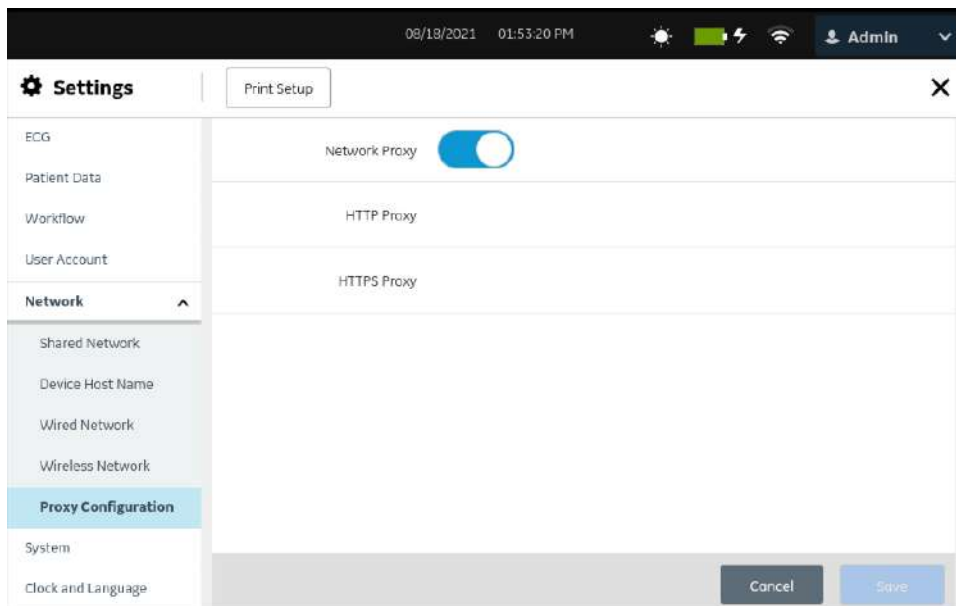 08/18/2021 01:53:20 PM Admin
Settings
Print Setup
ECG
Patient Data
Workflow
User Account
Network
Shared Network
Device Host Name
Wired Network
Wireless Network
Proxy Configuration
System
Clock and Language
Network Proxy
HTTP Proxy
HTTPS Proxy
Cancel
Save